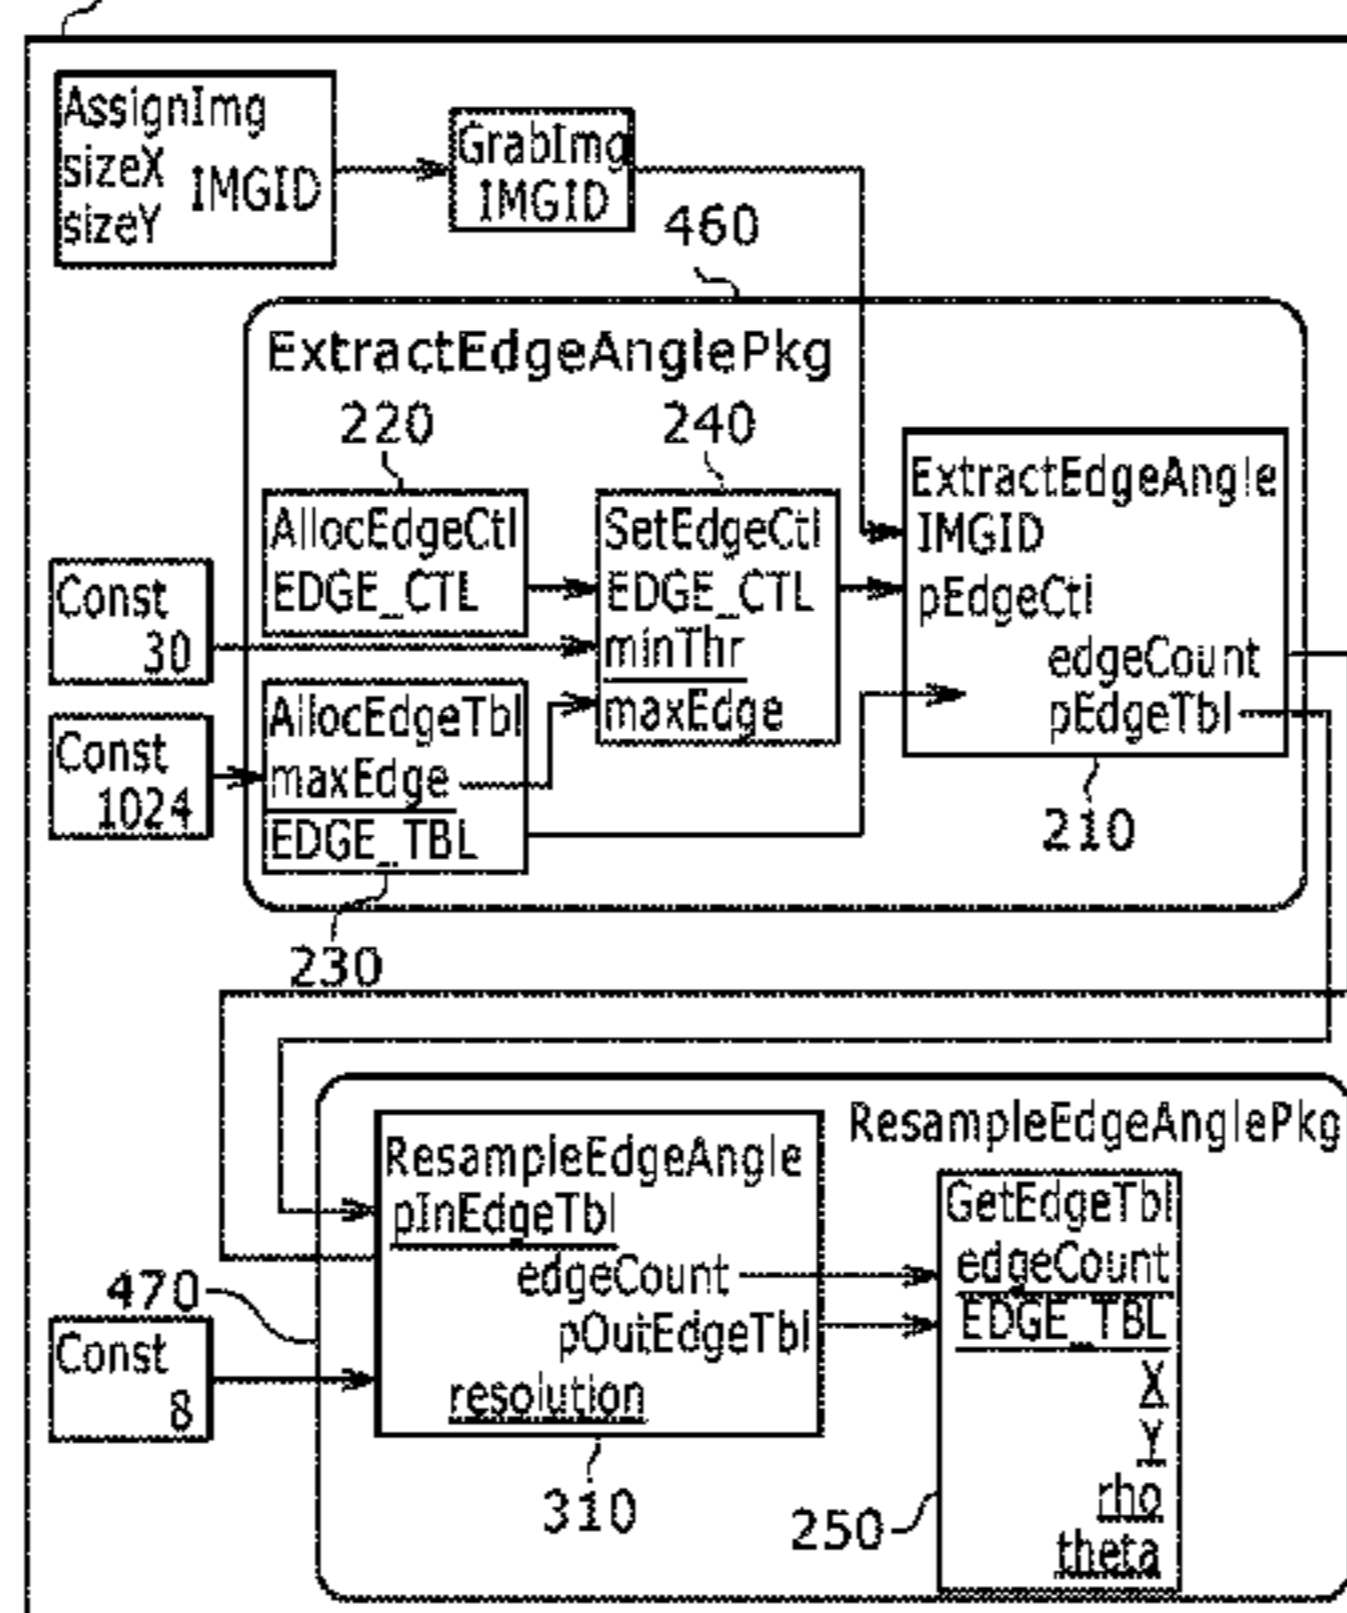 AssignImg
sizeX
IMGID
sizeY
GrabImg
IMGID
460
ExtractEdgeAnglePkg
220
240
AllocEdgeCtl
EDGE_CTL
SetEdgeCtl
EDGE_CTL
minThr
maxEdge
ExtractEdgeAngle
IMGID
pEdgeCtl
edgeCount
pEdgeTbl
210
Const
30
Const
1024
AllocEdgeTbl
maxEdge
EDGE_TBL
230
ResampleEdgeAnglePkg
ResampleEdgeAngle
pInEdgeTbl
edgeCount
pOutEdgeTbl
resolution
310
GetEdgeTbl
edgeCount
EDGE_TBL
X
Y
rho
theta
250
470
Const
8